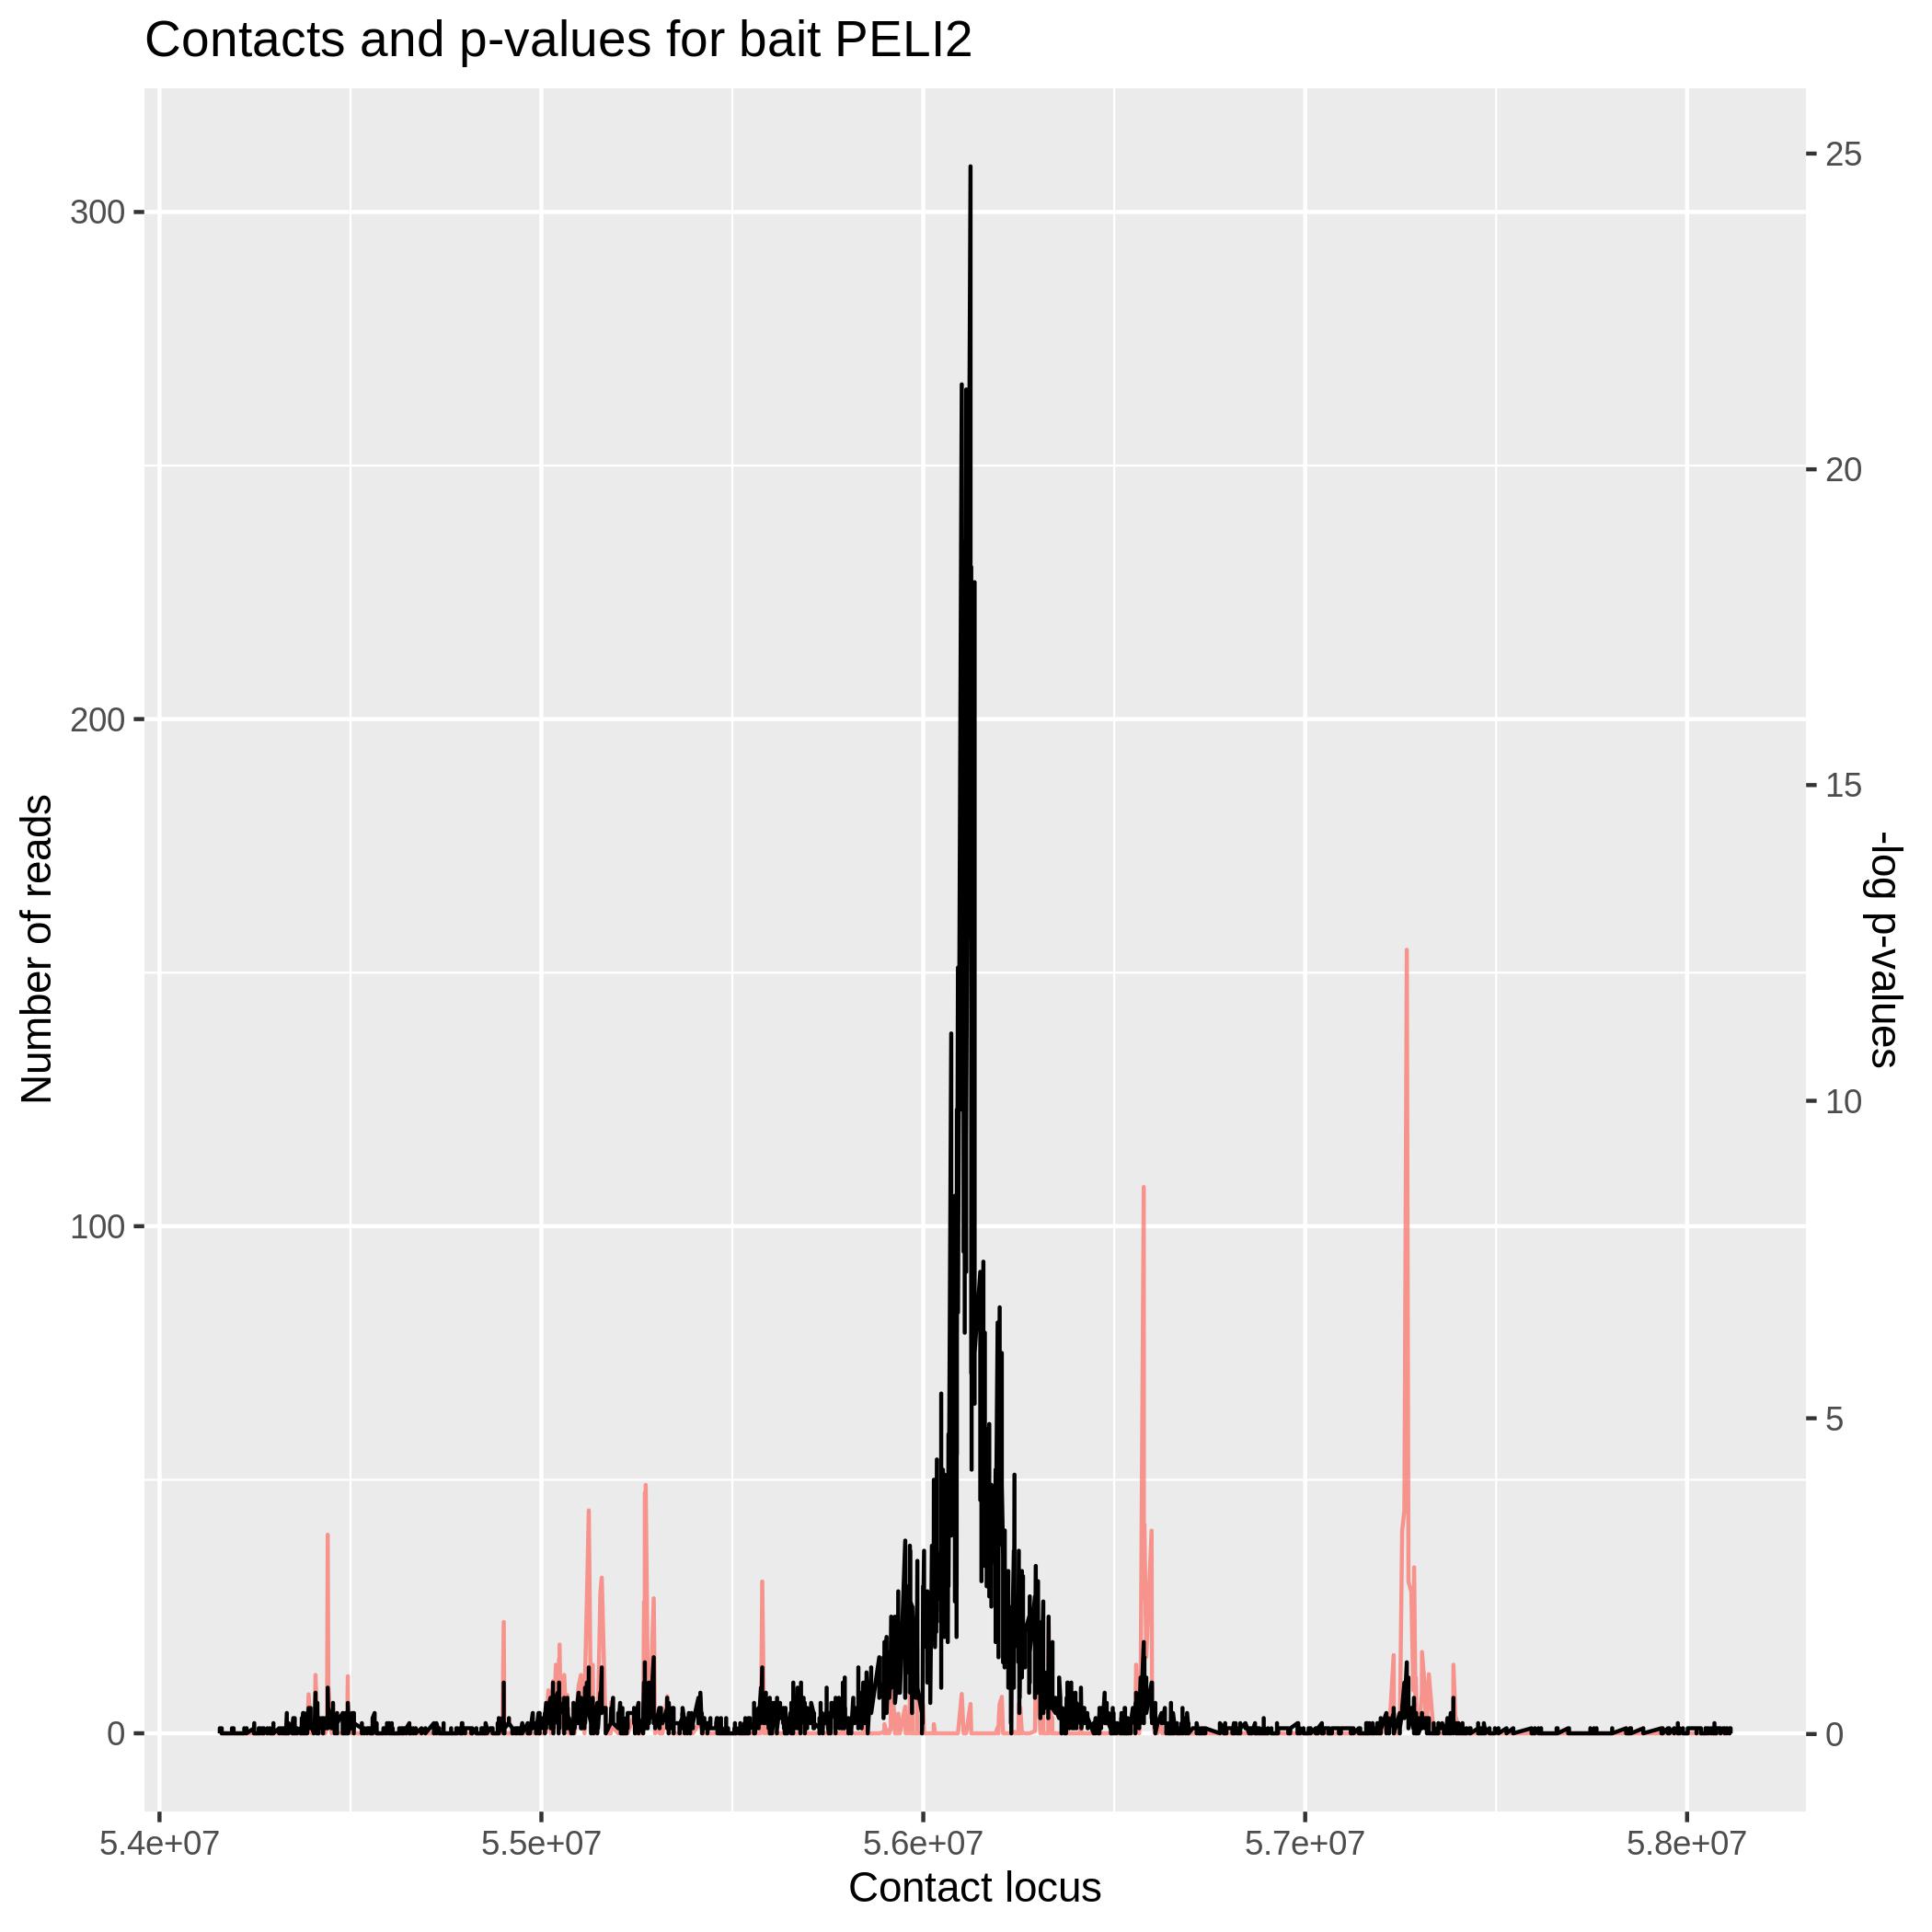 Contacts and p-values for bait PELI2
Number of reads
300
200
100
0
25
20
15
10
5
0
-log p-values
5.4e+07
5.5e+07
5.6e+07
5.7e+07
5.8e+07
Contact locus